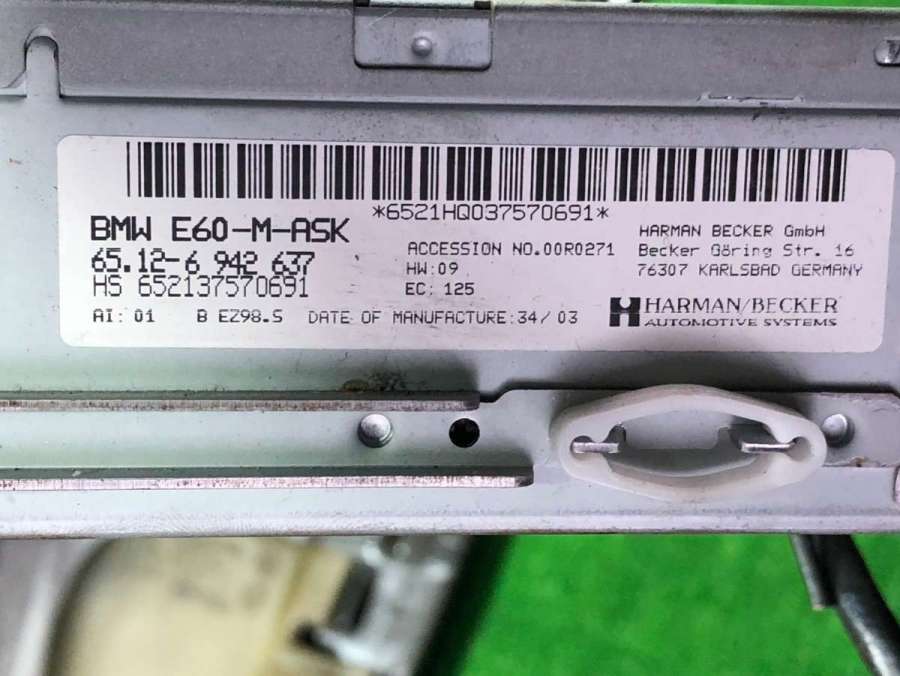 *6521HQ037570691*
BMW E60-M-ASK
65.12-6 942 637
HS 652137570691
AI: 01 B EZ98.S DATE OF MANUFACTURE:34/03
ACCESSION NO.00R0271
HW:09
EC: 125
HARMAN BECKER GmbH
Becker Göring Str. 16
76307 KARLSBAD GERMANY
HARMAN/BECKER
AUTOMOTIVE SYSTEMS